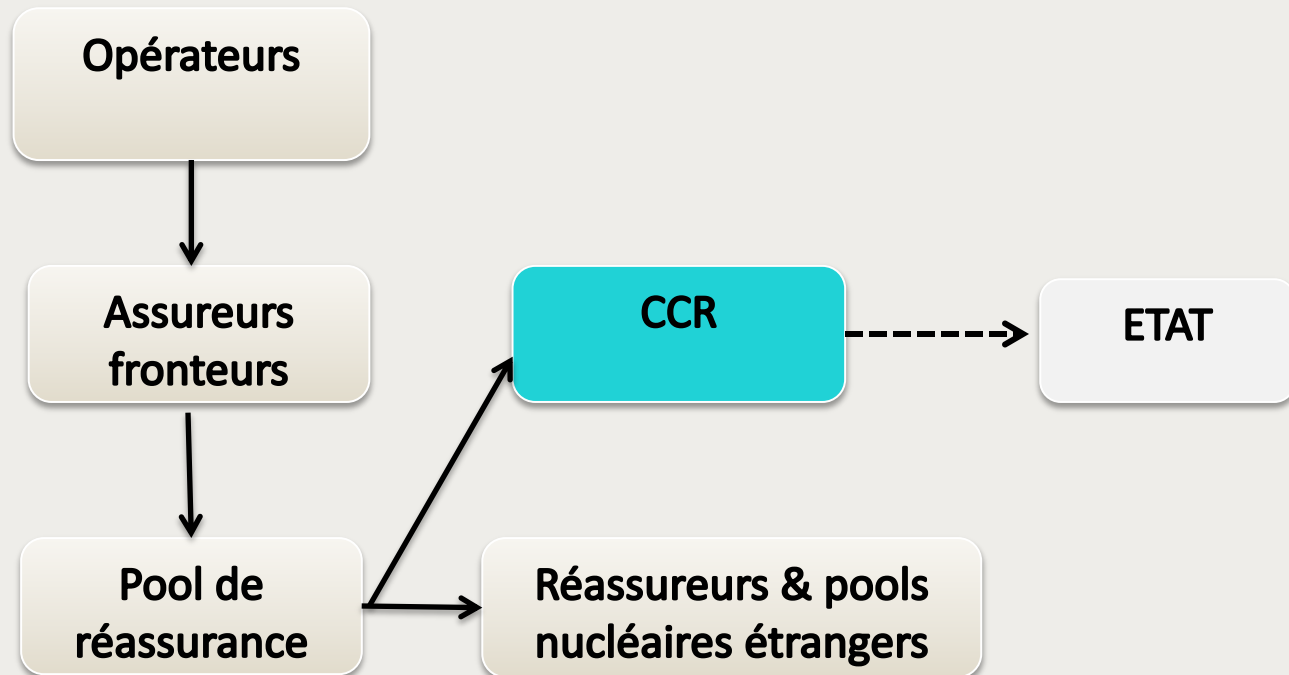 Opérateurs
Assureurs
fronteurs
CCR
ETAT
Pool de
réassurance
Réassureurs & pools
nucléaires étrangers